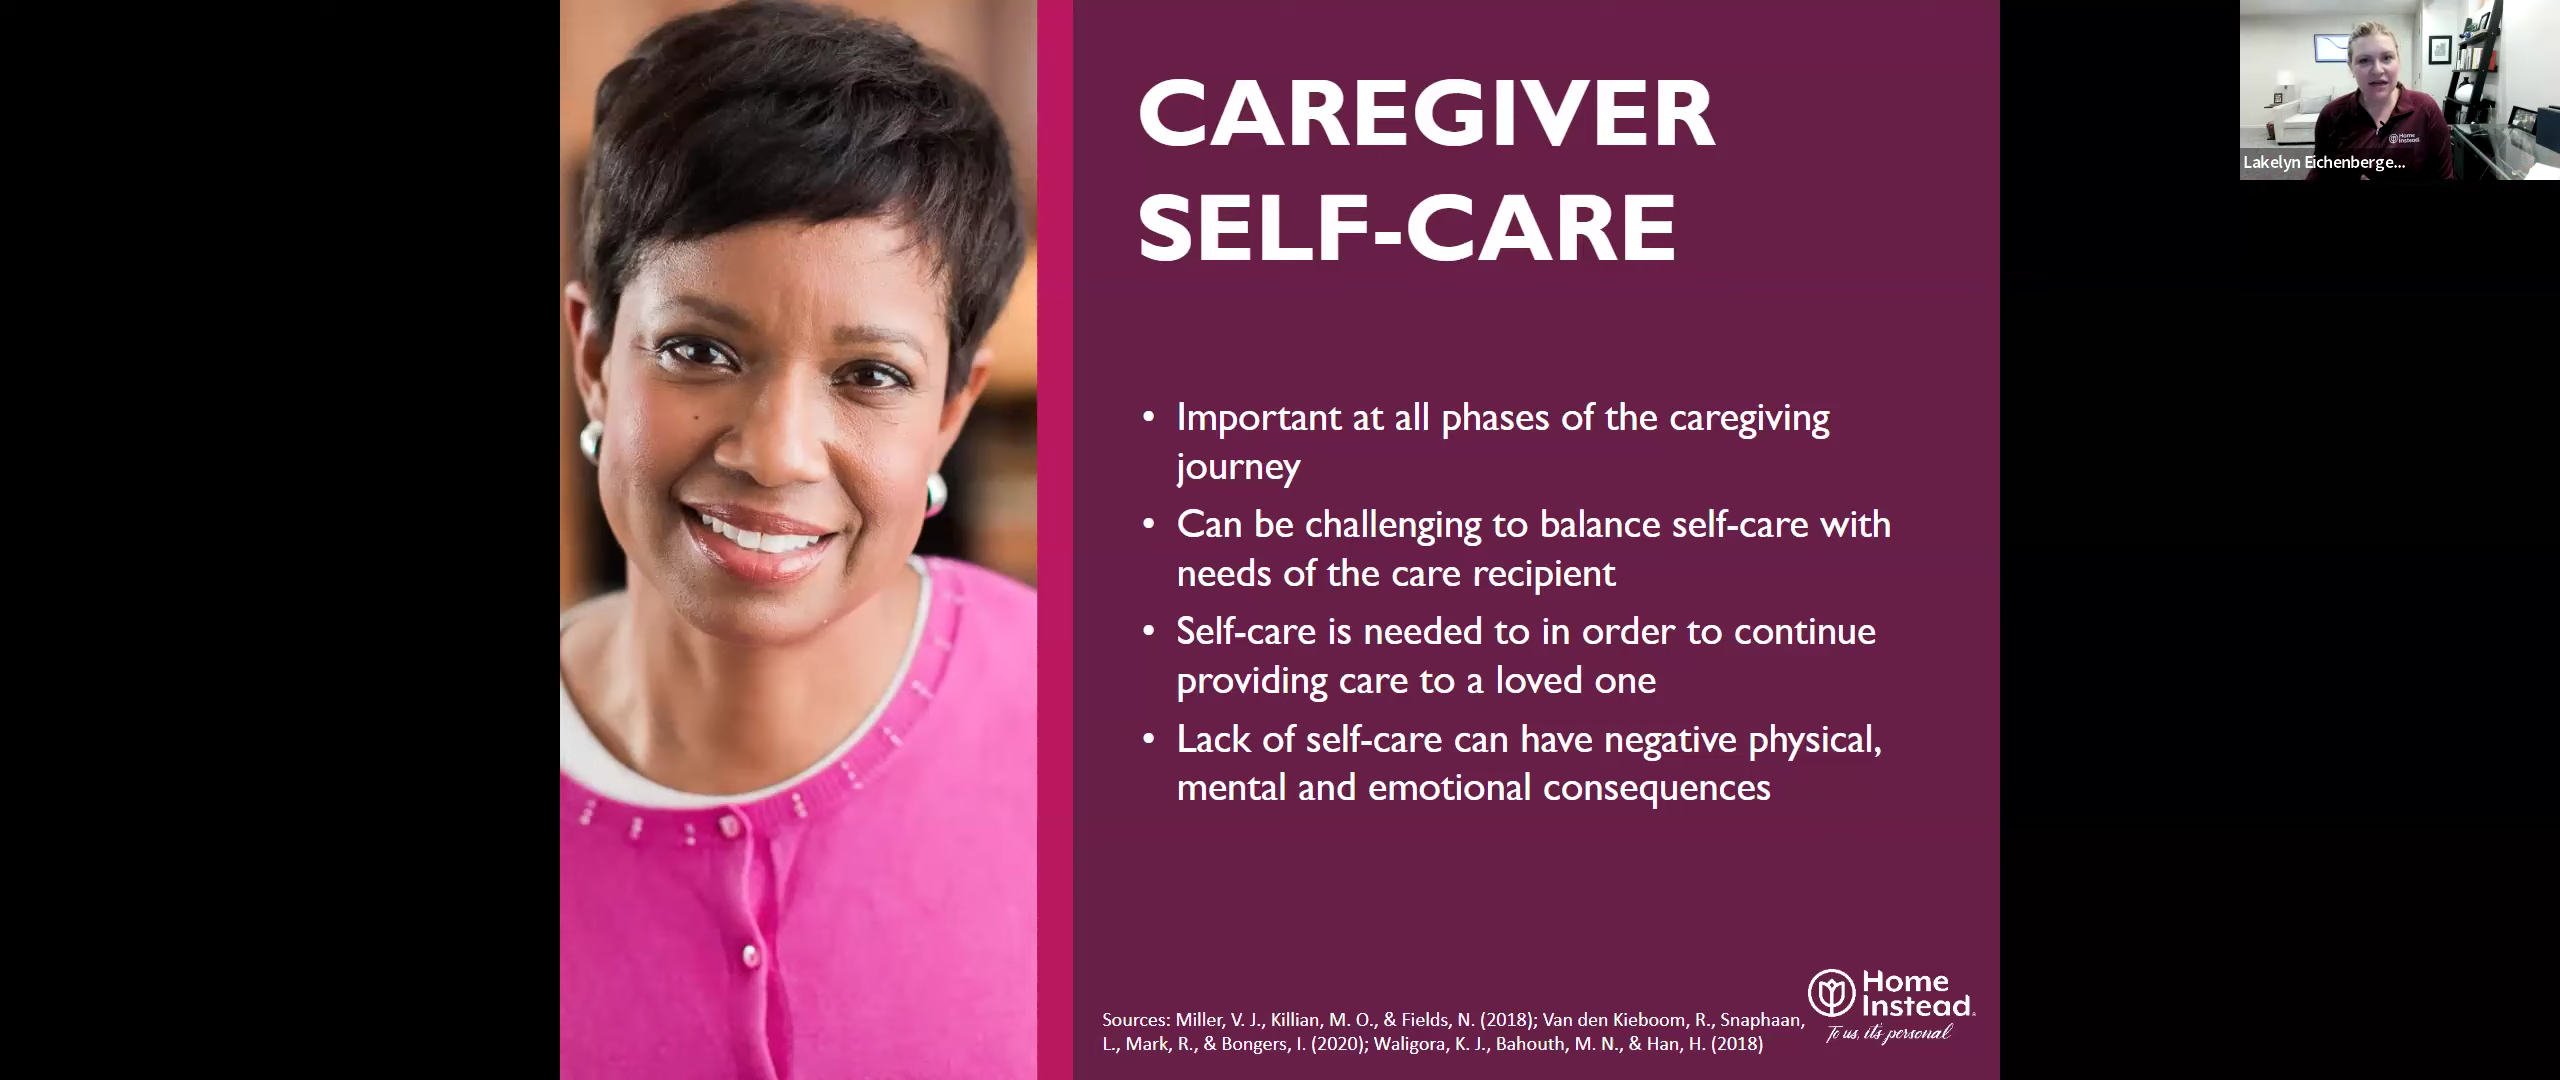 CAREGIVER
SELF-CARE
• Important at all phases of the caregiving
journey
• Can be challenging to balance self-care with
needs of the care recipient
• Self-care is needed to in order to continue
providing care to a loved one
• Lack of self-care can have negative physical,
mental and emotional consequences
Sources: Miller, V. J., Killian, M. O., & Fields, N. (2018); Van den Kieboom, R., Snaphaan,
L., Mark, R., & Bongers, I. (2020); Waligora, K. J., Bahouth, M. N., & Han, H. (2018)
Home
Instead
To us, it's personal
Home
Instead
Lakelyn Eichenberge...